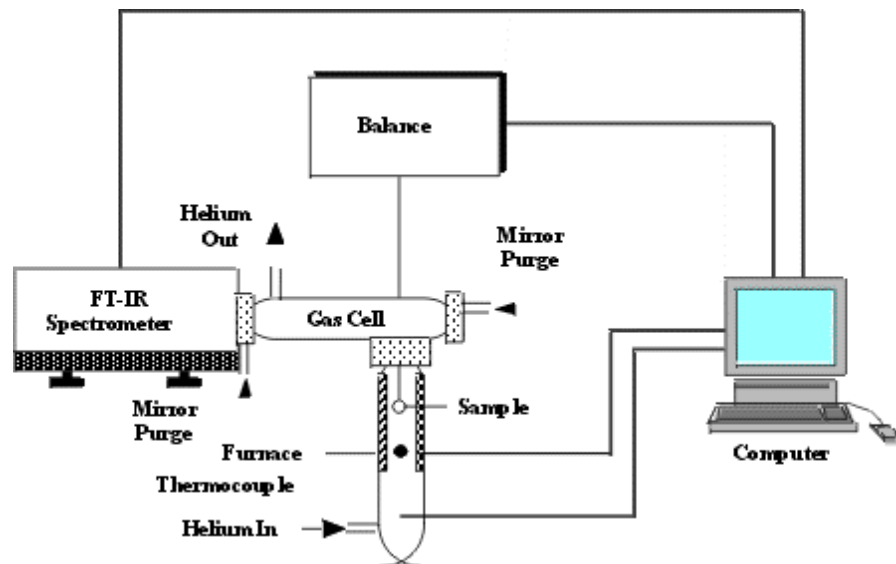 Balance
Helium
Out
Mirror
Purge
FT-IR
Spectrometer
Gas Cell
Mirror
Purge
Sample
Furnace
Thermocouple
Helium In
Computer